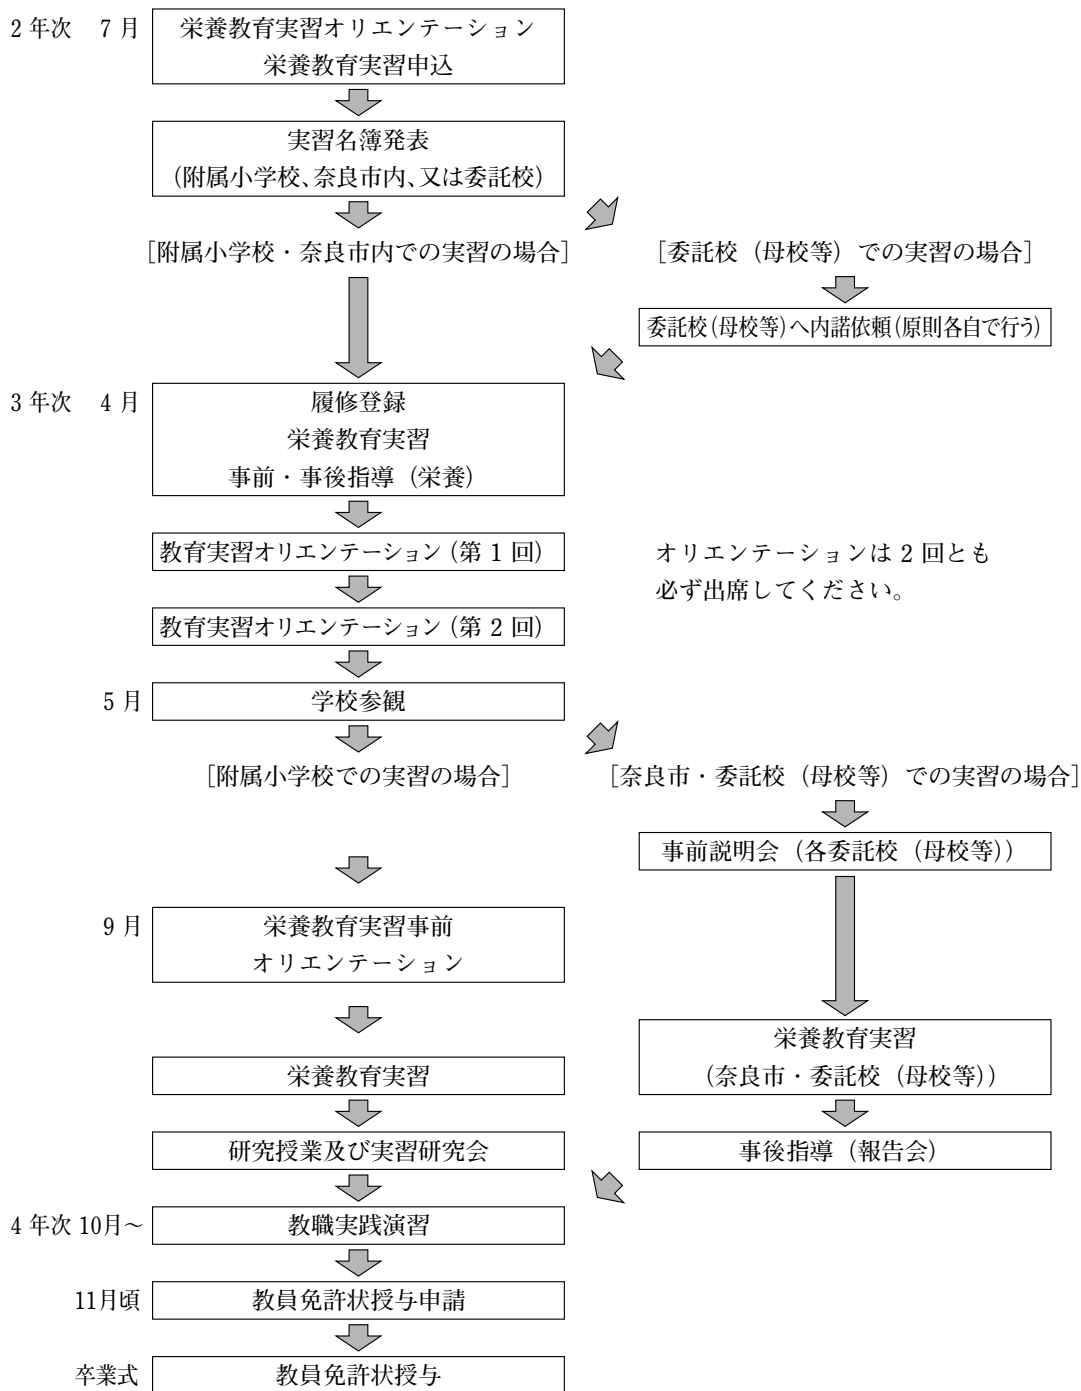 2 年次　7 月
栄養教育実習オリエンテーション
栄養教育実習申込
実習名簿発表
（附属小学校、奈良市内、又は委託校）
［附属小学校・奈良市内での実習の場合］
［委託校（母校等）での実習の場合］
委託校（母校等）へ内諾依頼（原則各自で行う）
3 年次　4 月
履修登録
栄養教育実習
事前・事後指導（栄養）
教育実習オリエンテーション（第 1 回）
オリエンテーションは 2 回とも
必ず出席してください。
教育実習オリエンテーション（第 2 回）
5 月
学校参観
［附属小学校での実習の場合］
［奈良市・委託校（母校等）での実習の場合］
事前説明会（各委託校（母校等））
9 月
栄養教育実習事前
オリエンテーション
栄養教育実習
（奈良市・委託校（母校等））
栄養教育実習
研究授業及び実習研究会
事後指導（報告会）
4 年次 10月～
教職実践演習
11月頃
教員免許状授与申請
卒業式
教員免許状授与